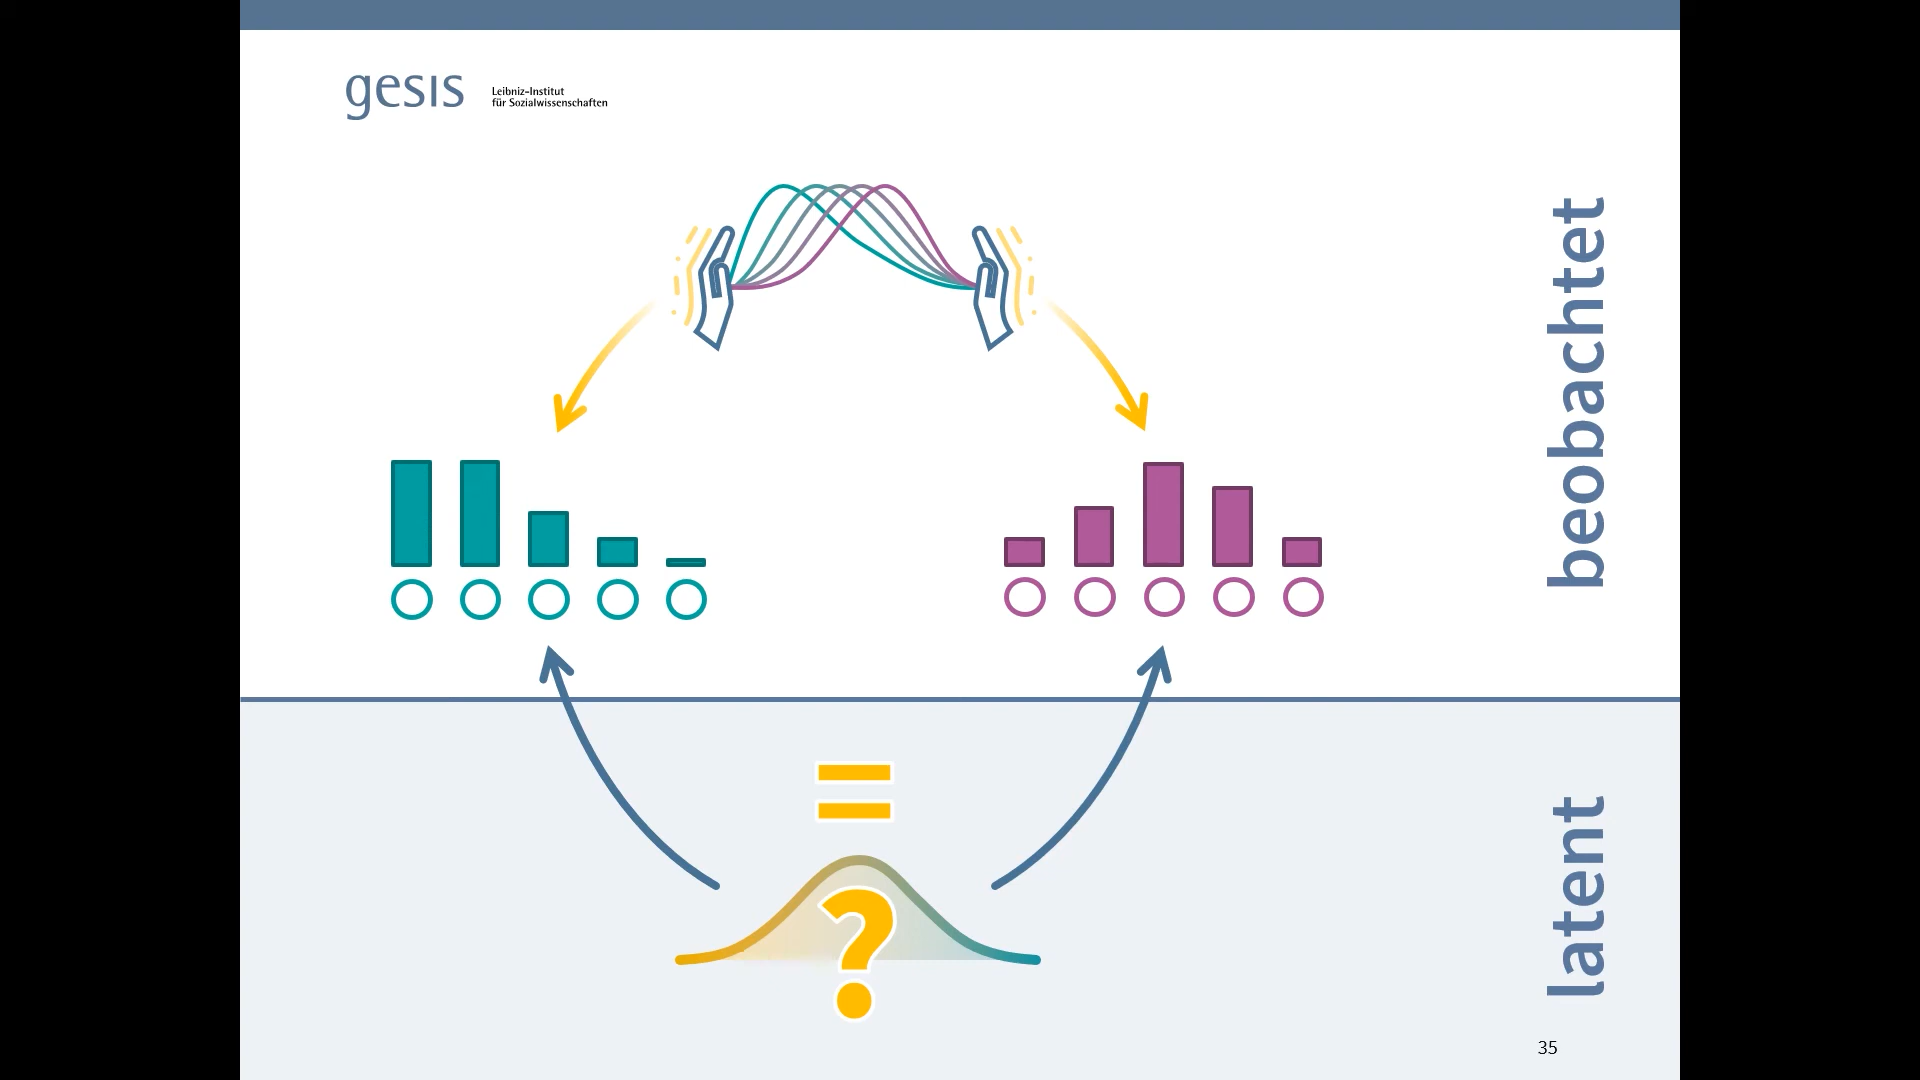 gesis
Leibniz-Institut
für Sozialwissenschaften
beobachtet
=
?
latent
35